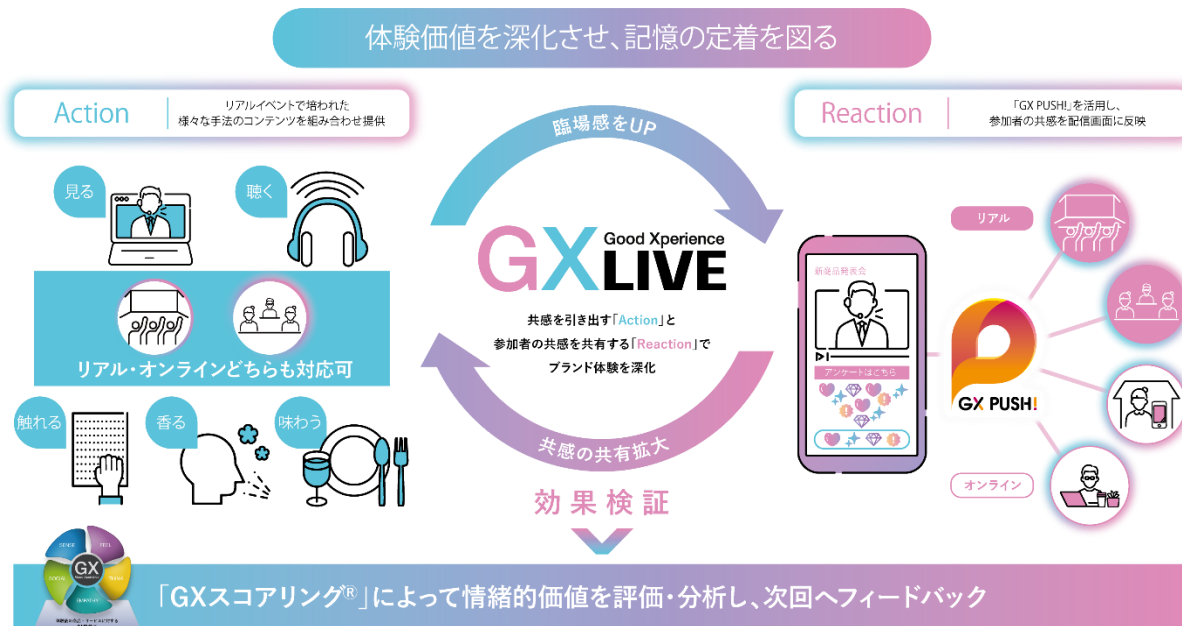 体験価値を深化させ、記憶の定着を図る
Action
リアルイベントで培われた
様々な手法のコンテンツを組み合わせ提供
見る
聴く
リアル・オンラインどちらも対応可
触れる
香る
味わう
臨場感をUP
GX Good Xperience
LIVE
共感を引き出す「Action」と
参加者の共感を共有する「Reaction」で
ブランド体験を深化
共感の共有拡大
効果検証
Reaction
「GX PUSH!」を活用し、
参加者の共感を配信画面に反映
新商品発表会
アンケートはこちら
リアル
GX PUSH!
オンライン
SENSE
FEEL
THINK
EMPATHY
SOCIAL
GX
「GXスコアリング®」によって情緒的価値を評価・分析し、次回へフィードバック